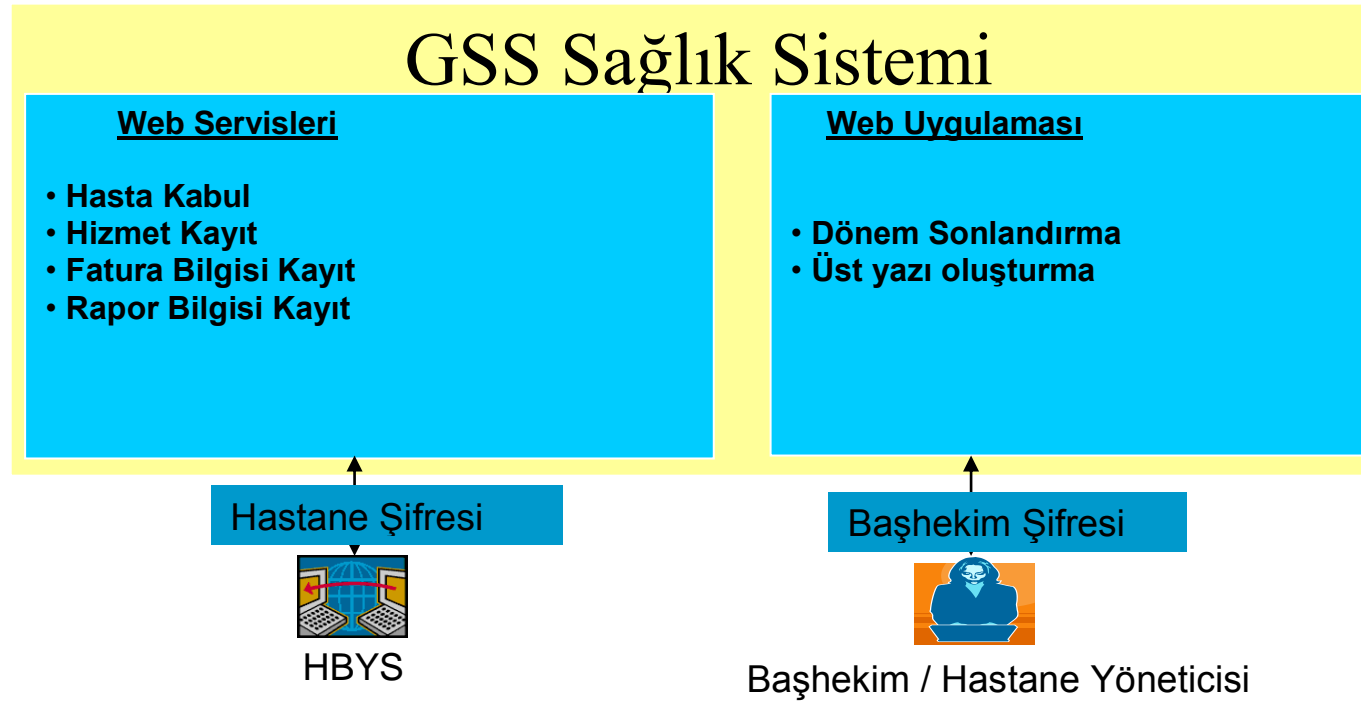 GSS Sağlık Sistemi
Web Servisleri
• Hasta Kabul
• Hizmet Kayıt
• Fatura Bilgisi Kayıt
• Rapor Bilgisi Kayıt
Web Uygulaması
• Dönem Sonlandırma
• Üst yazı oluşturma
Hastane Şifresi
Başhekim Şifresi
HBYS
Başhekim / Hastane Yöneticisi